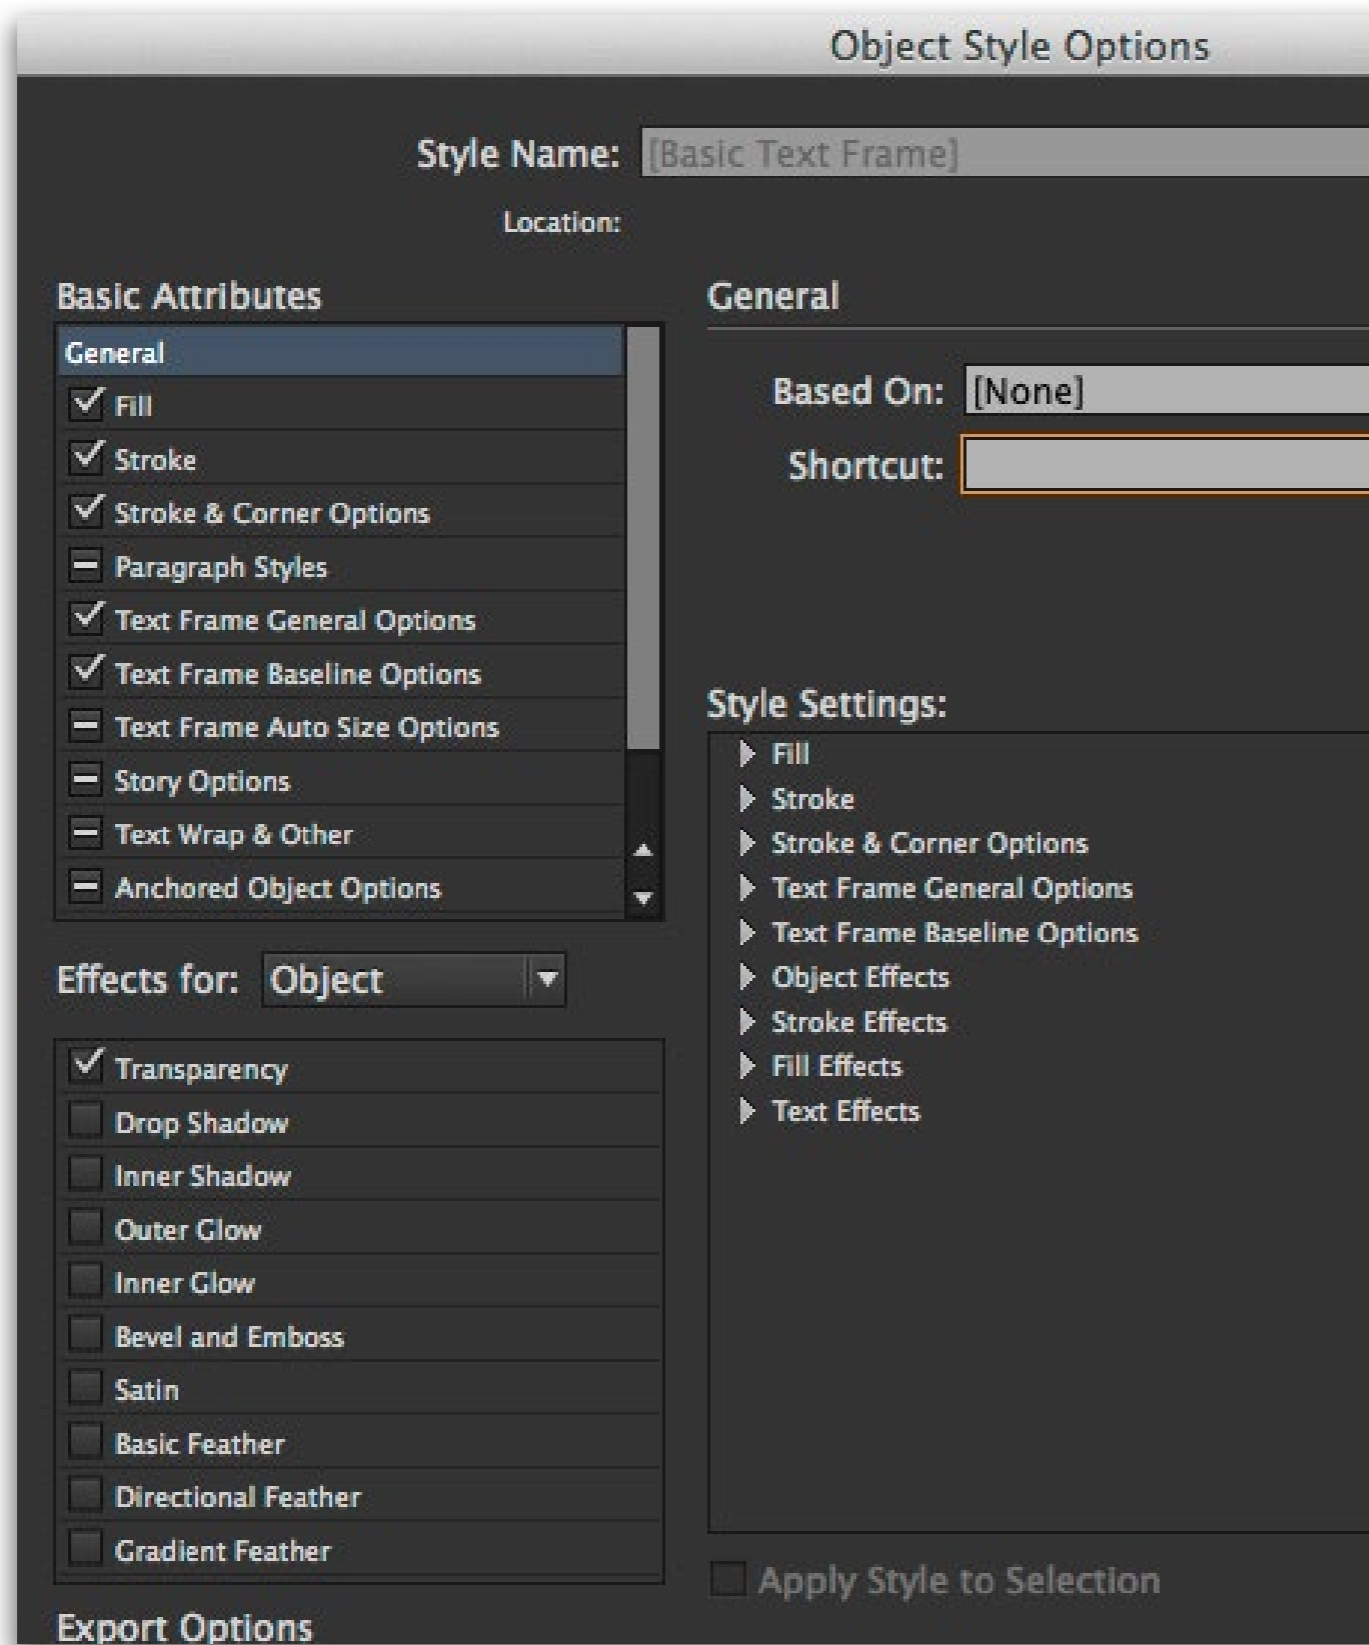 Object Style Options
Style Name: [Basic Text Frame]
Location:
Basic Attributes
General
Fill
Stroke
Stroke & Corner Options
Paragraph Styles
Text Frame General Options
Text Frame Baseline Options
Text Frame Auto Size Options
Story Options
Text Wrap & Other
Anchored Object Options
Effects for: Object
Transparency
Drop Shadow
Inner Shadow
Outer Glow
Inner Glow
Bevel and Emboss
Satin
Basic Feather
Directional Feather
Gradient Feather
Export Options
General
Based On: [None]
Shortcut:
Style Settings:
Fill
Stroke
Stroke & Corner Options
Text Frame General Options
Text Frame Baseline Options
Object Effects
Stroke Effects
Fill Effects
Text Effects
Apply Style to Selection